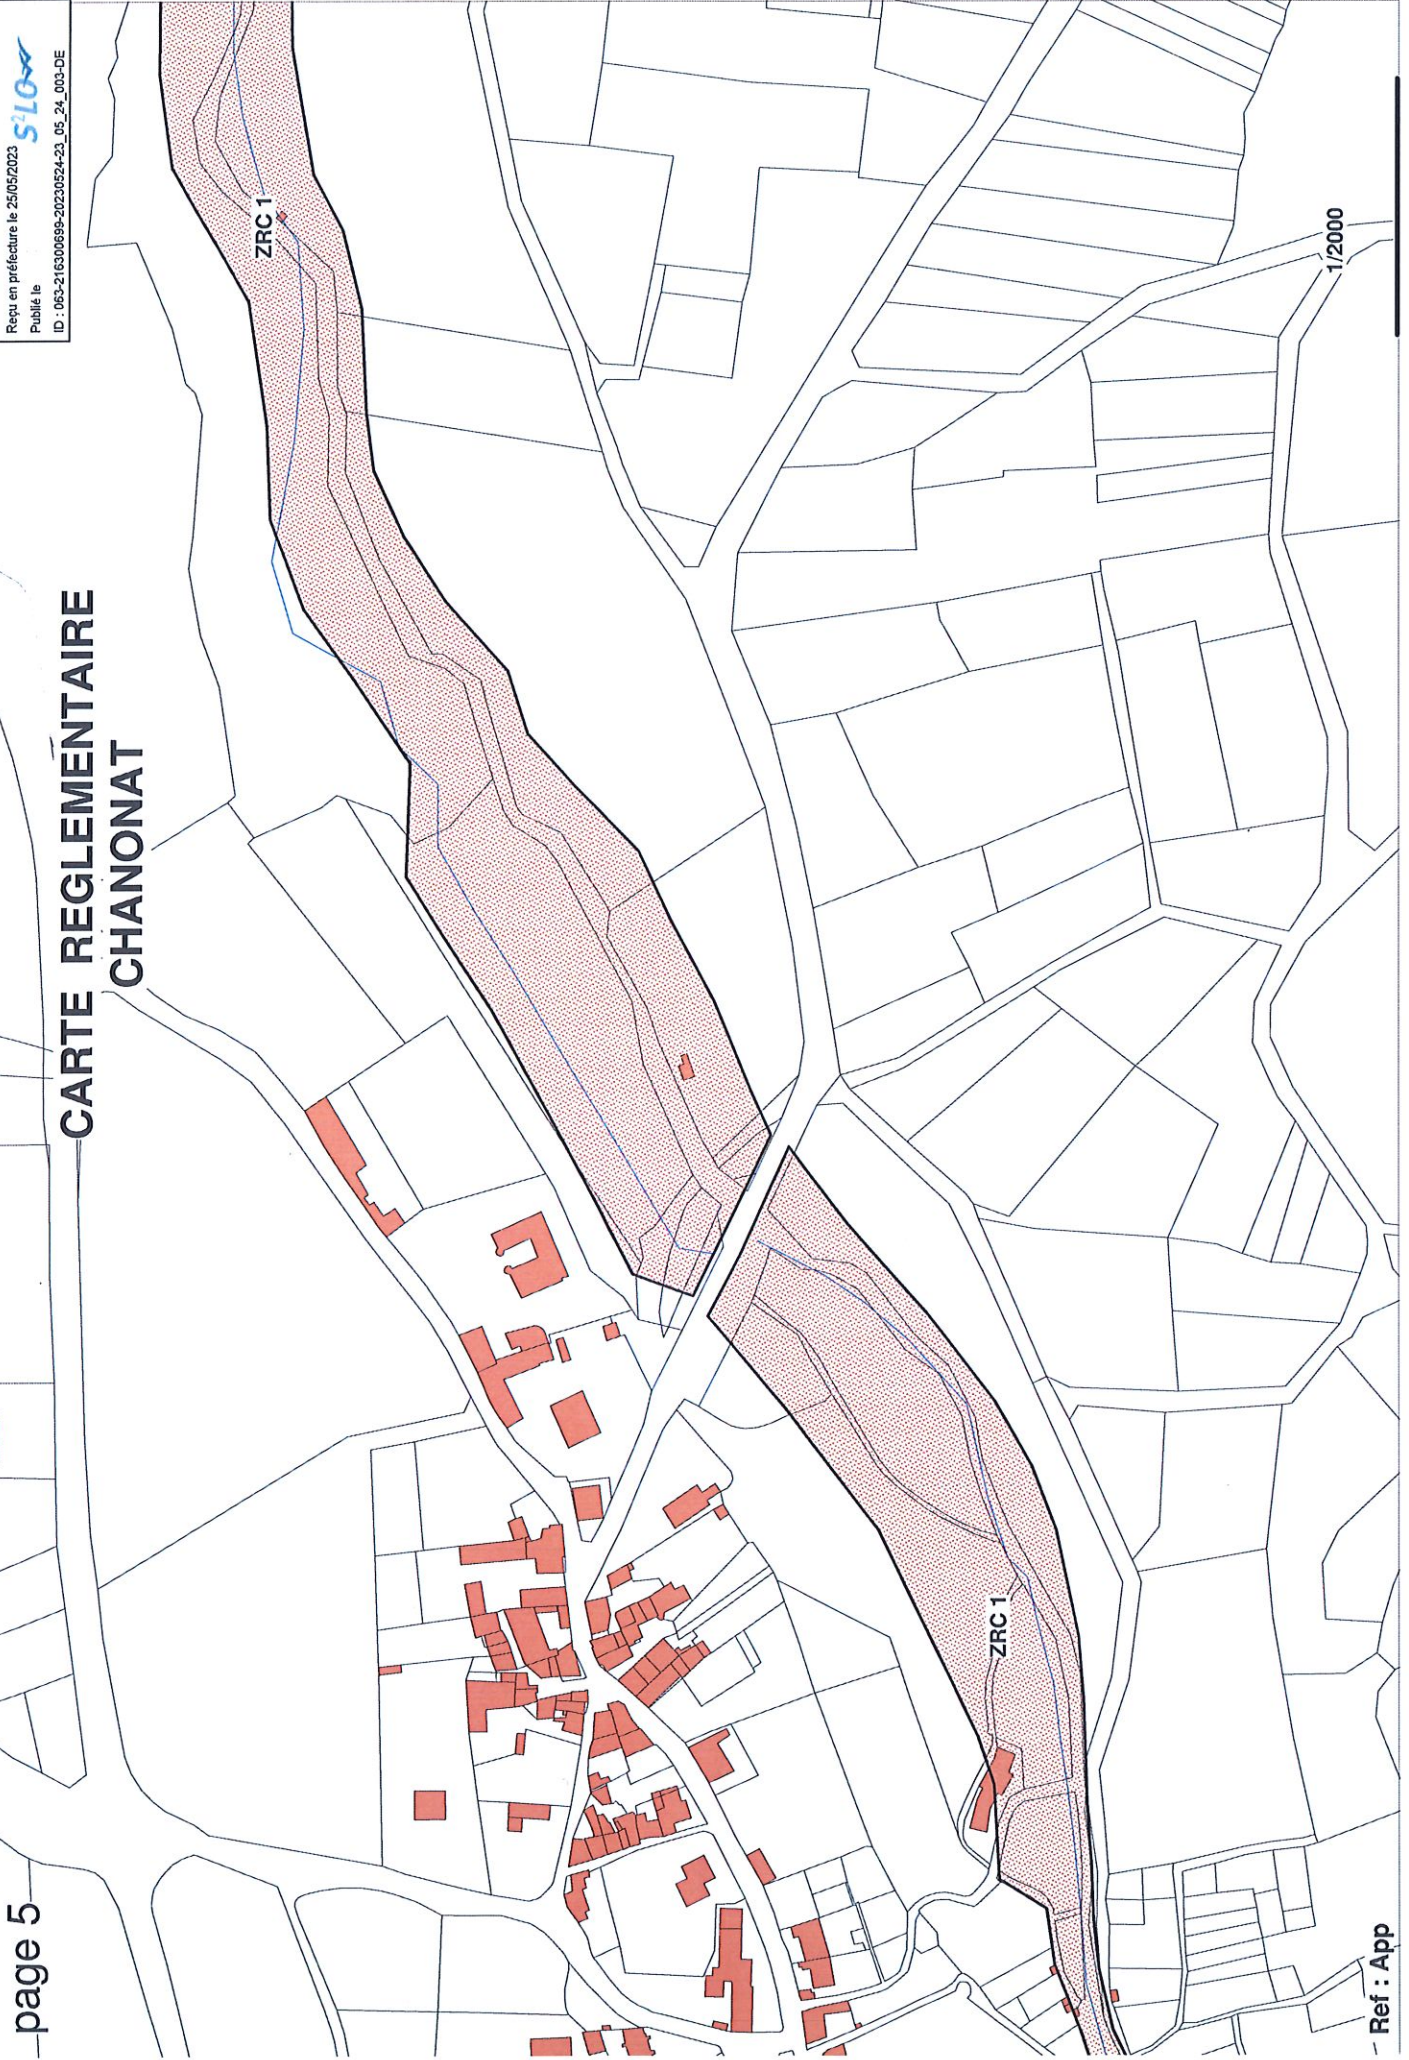 page 5
Reçu en préfecture le 25/05/2023
Publié le
S²LOW
ID : 063-216300699-20230524-23_05_24_003-DE
CARTE REGLEMENTAIRE
CHANONAT
ZRC 1
ZRC 1
1/2000
Ref : App